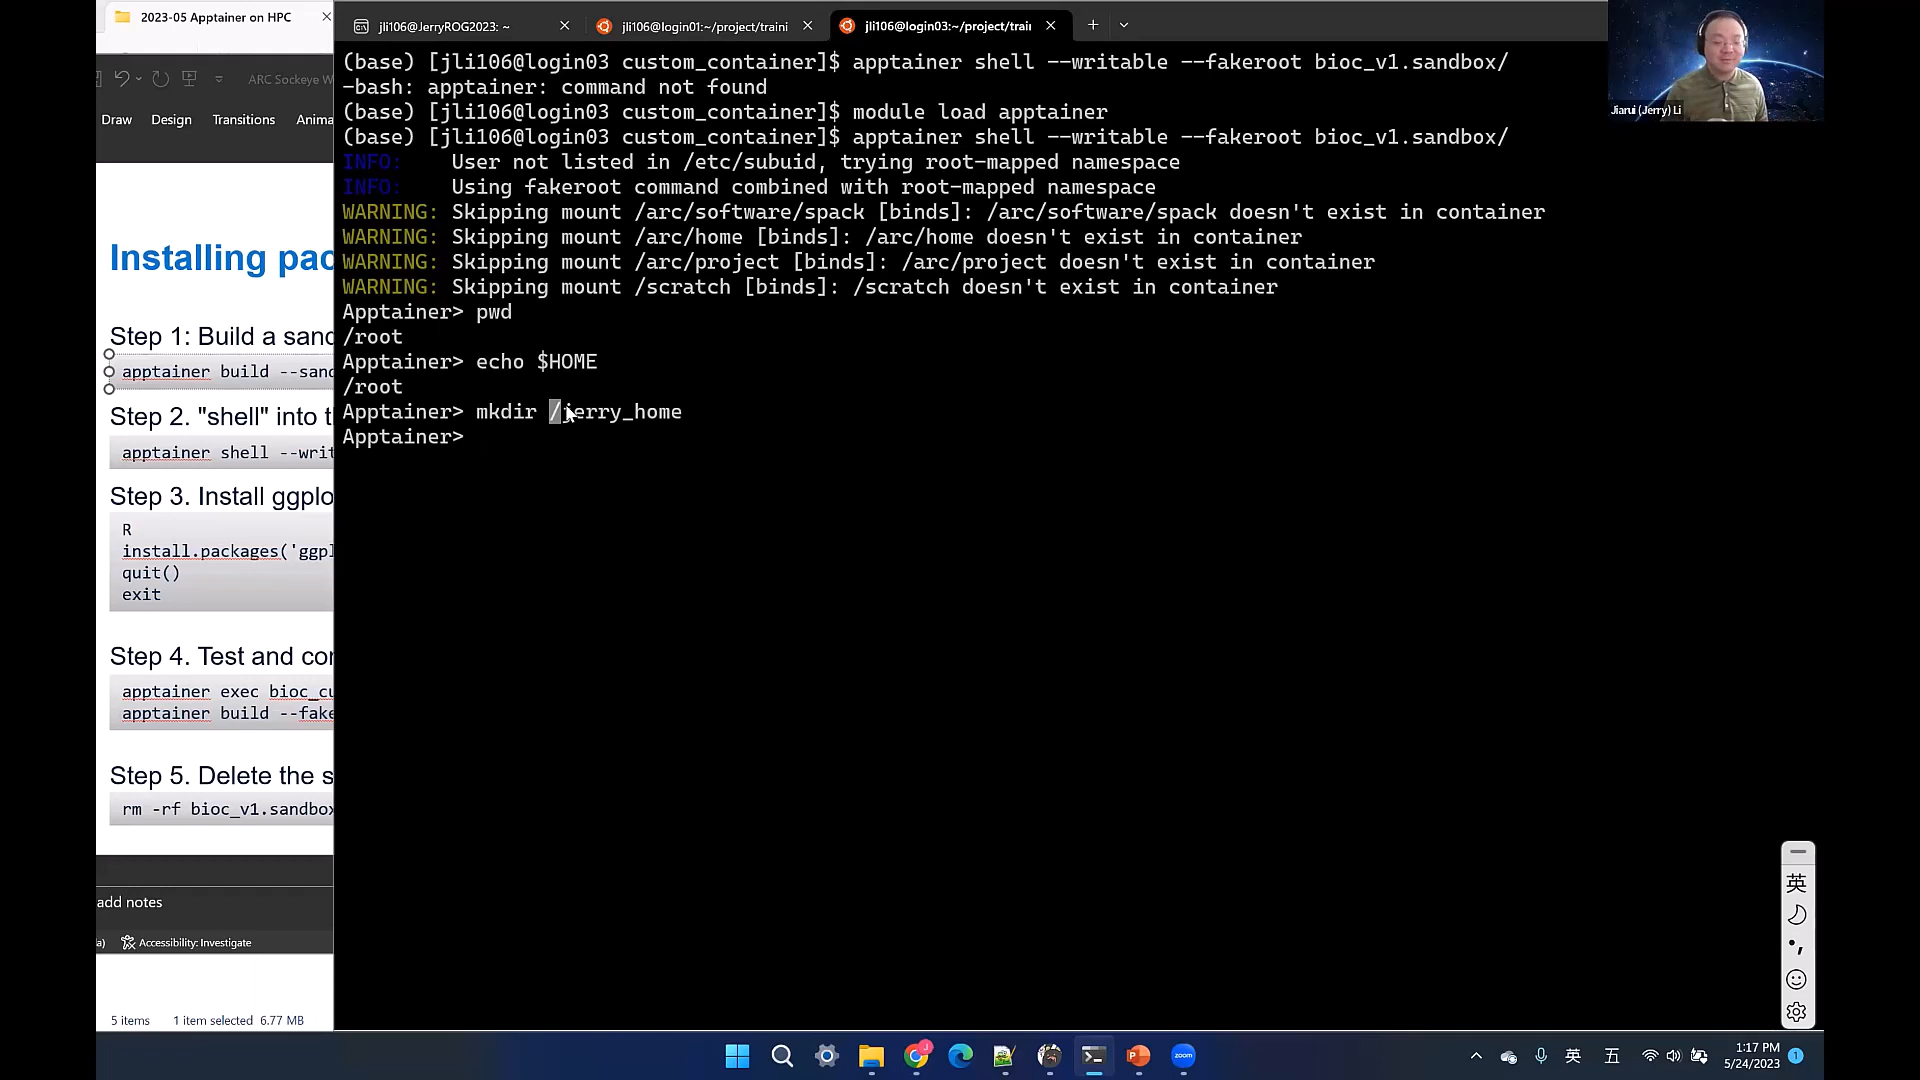 2023-05 Apptainer on HPC
jli106@JerryROG2023: ~
jli106@login01:~/project/traini
jli106@login03:~/project/traii
ARC Sockeye W
Draw Design Transitions Anima
Installing pac
Step 1: Build a sand
apptainer build --sand
Step 2. "shell" into t
apptainer shell --writ
Step 3. Install ggplo
R
install.packages('ggpl
quit()
exit
Step 4. Test and cor
apptainer exec bioc_cu
apptainer build --fake
Step 5. Delete the s
rm -rf bioc_v1.sandbox
add notes
a) Accessibility: Investigate
5 items 1 item selected 6.77 MB
(base) [jli106@login03 custom_container]$ apptainer shell --writable --fakeroot bioc_v1.sandbox/
-bash: apptainer: command not found
(base) [jli106@login03 custom_container]$ module load apptainer
(base) [jli106@login03 custom_container]$ apptainer shell --writable --fakeroot bioc_v1.sandbox/
INFO: User not listed in /etc/subuid, trying root-mapped namespace
INFO: Using fakeroot command combined with root-mapped namespace
WARNING: Skipping mount /arc/software/spack [binds]: /arc/software/spack doesn't exist in container
WARNING: Skipping mount /arc/home [binds]: /arc/home doesn't exist in container
WARNING: Skipping mount /arc/project [binds]: /arc/project doesn't exist in container
WARNING: Skipping mount /scratch [binds]: /scratch doesn't exist in container
Apptainer> pwd
/root
Apptainer> echo $HOME
/root
Apptainer> mkdir /jerry_home
Apptainer>
Jiarui (Jerry) Li
英
zoom
英
五
1:17 PM
5/24/2023
1